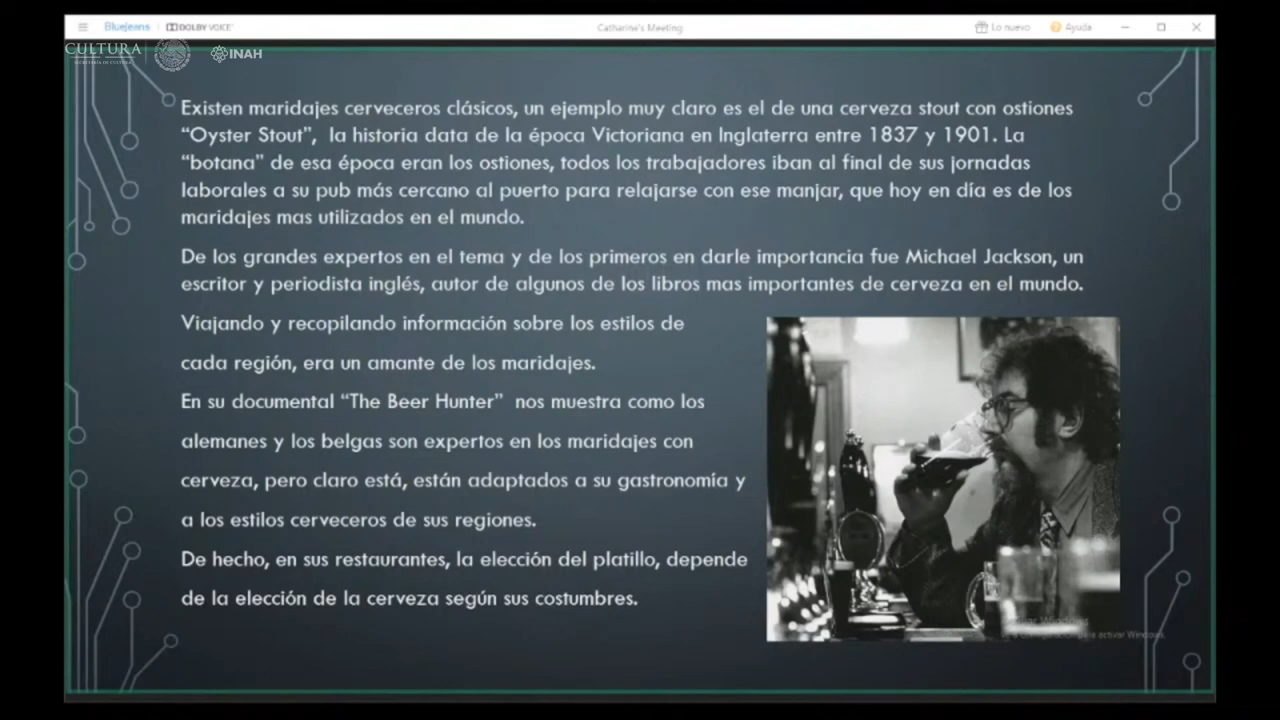 Bluejeans
DOLBY VOICE
Catharine's Meeting
Lo nuevo
Ayuda
CULTURA
SECRETARÍA DE CULTURA
INAH
Existen maridajes cerveceros clásicos, un ejemplo muy claro es el de una cerveza stout con ostiones
“Oyster Stout”, la historia data de la época Victoriana en Inglaterra entre 1837 y 1901. La
“botana” de esa época eran los ostiones, todos los trabajadores iban al final de sus jornadas
laborales a su pub más cercano al puerto para relajarse con ese manjar, que hoy en día es de los
maridajes mas utilizados en el mundo.
De los grandes expertos en el tema y de los primeros en darle importancia fue Michael Jackson, un
escritor y periodista inglés, autor de algunos de los libros mas importantes de cerveza en el mundo.
Viajando y recopilando información sobre los estilos de
cada región, era un amante de los maridajes.
En su documental “The Beer Hunter” nos muestra como los
alemanes y los belgas son expertos en los maridajes con
cerveza, pero claro está, están adaptados a su gastronomía y
a los estilos cerveceros de sus regiones.
De hecho, en sus restaurantes, la elección del platillo, depende
de la elección de la cerveza según sus costumbres.
para activar Windows.